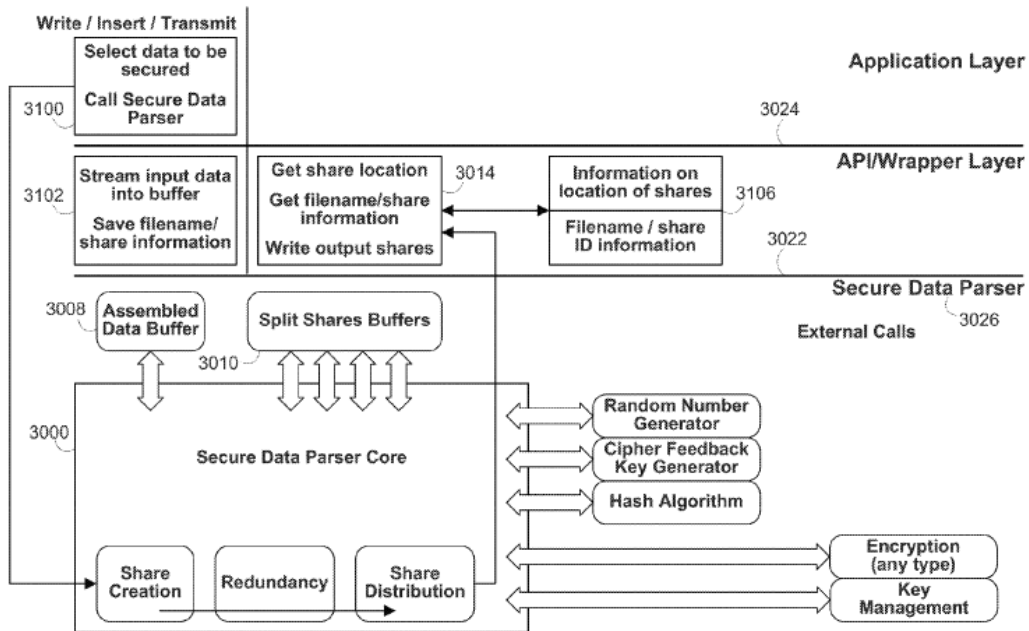 Write / Insert / Transmit
Select data to be
secured
Call Secure Data
Parser
3100
Application Layer
3024
API/Wrapper Layer
Stream input data
into buffer
Save filename/
share information
3102
Get share location
Get filename/share
information
Write output shares
3014
Information on
location of shares
Filename / share
ID information
3106
3022
Secure Data Parser
3026
External Calls
3008
Assembled
Data Buffer
Split Shares Buffers
3010
3000
Secure Data Parser Core
Random Number
Generator
Cipher Feedback
Key Generator
Hash Algorithm
Encryption
(any type)
Key
Management
Share
Creation
Redundancy
Share
Distribution